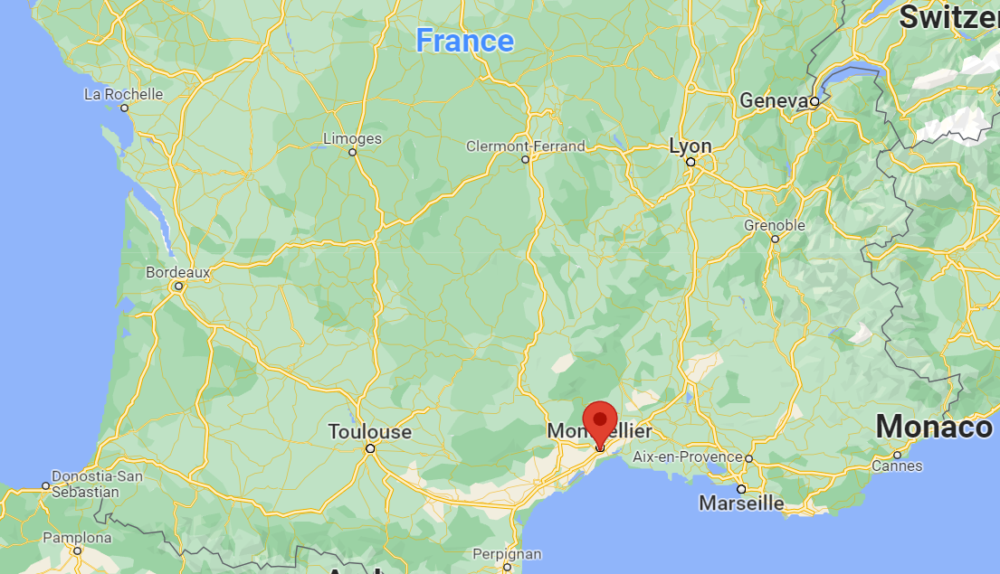 Switzer
France
La Rochelle
Geneva
Limoges
Clermont-Ferrand
Lyon
Grenoble
Bordeaux
Toulouse
Monaco
Aix-en-Provence
Cannes
Donostia-San
Sebastian
Marseille
Pamplona
Perpignan